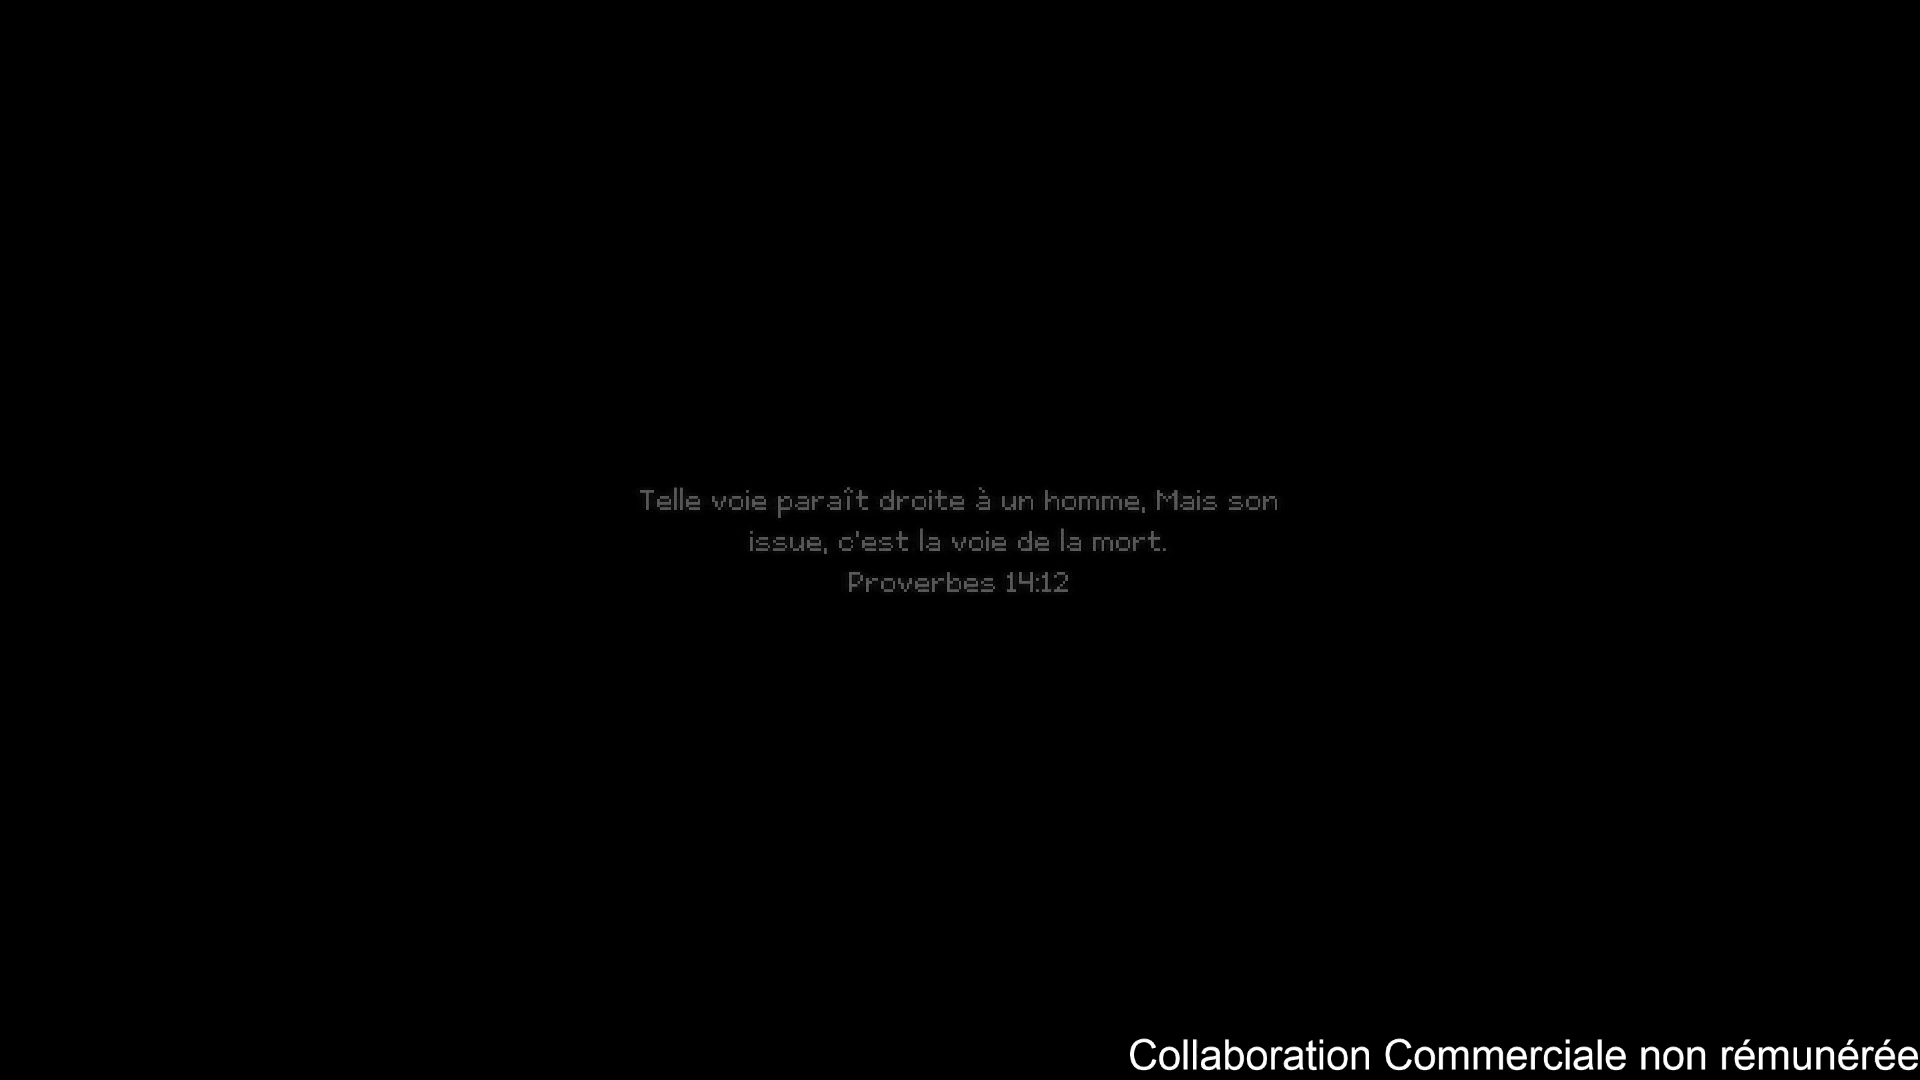 Telle voie paraît droite à un homme, Mais son
issue, c'est la voie de la mort.
Proverbes 14:12
Collaboration Commerciale non rémunérée